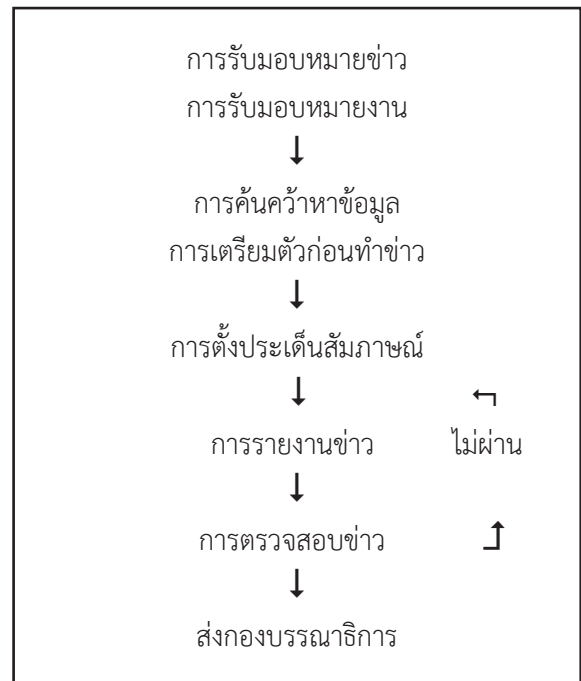 การรับมอบหมายข่าว
การรับมอบหมายงาน
การค้นคว้าหาข้อมูล
การเตรียมตัวก่อนทำข่าว
การตั้งประเด็นสัมภาษณ์
การรายงานข่าว ไม่ผ่าน
การตรวจสอบข่าว
ส่งกองบรรณาธิการ